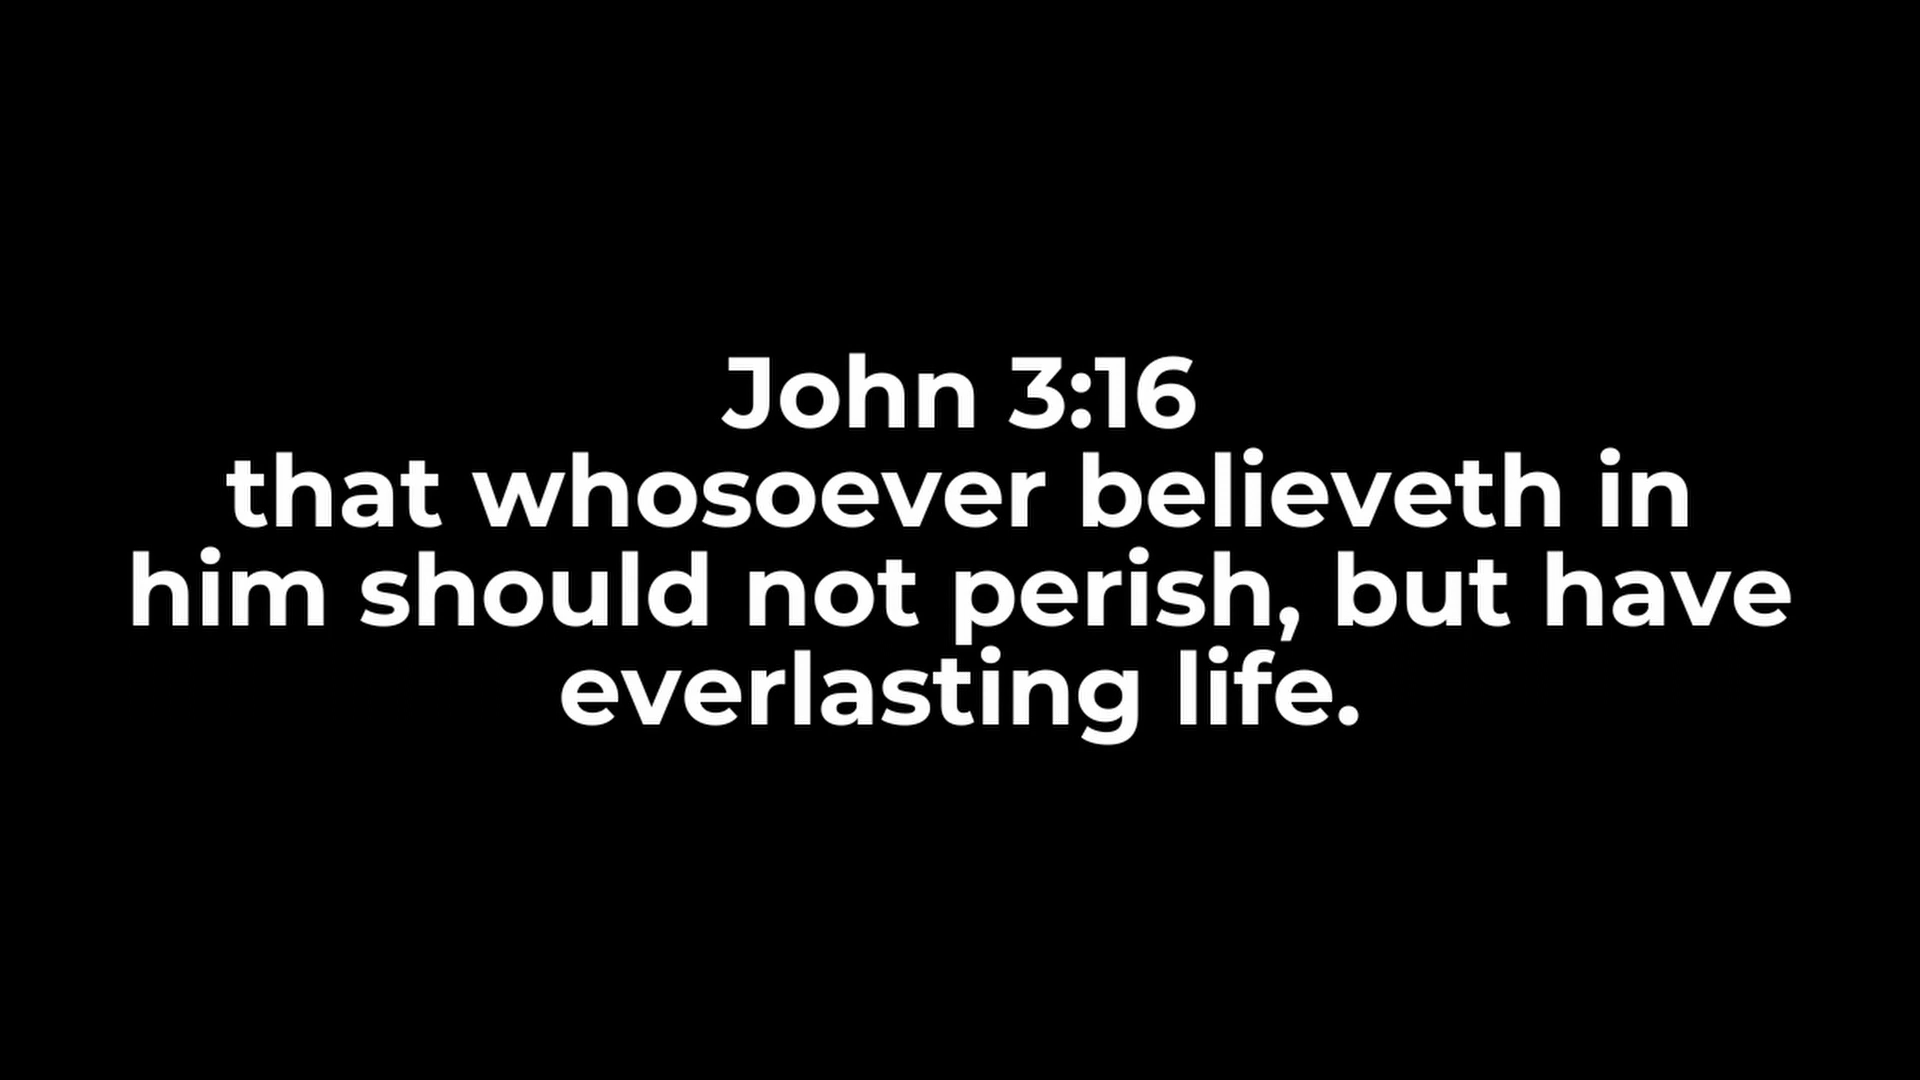 John 3:16
that whosoever believeth in
him should not perish, but have
everlasting life.